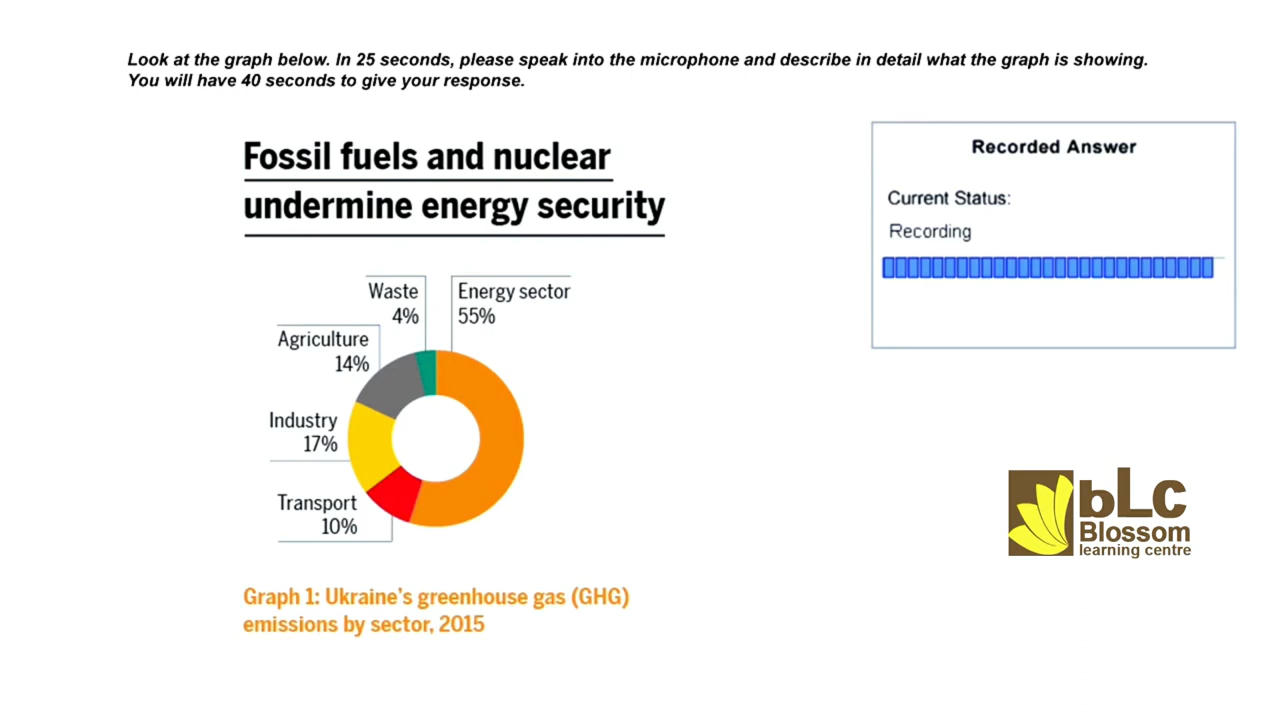 Look at the graph below. In 25 seconds, please speak into the microphone and describe in detail what the graph is showing.
You will have 40 seconds to give your response.
Fossil fuels and nuclear
undermine energy security
Waste
4%
Energy sector
55%
Agriculture
14%
Industry
17%
Transport
10%
Graph 1: Ukraine's greenhouse gas (GHG)
emissions by sector, 2015
Recorded Answer
Current Status:
Recording
bLc
Blossom
learning centre